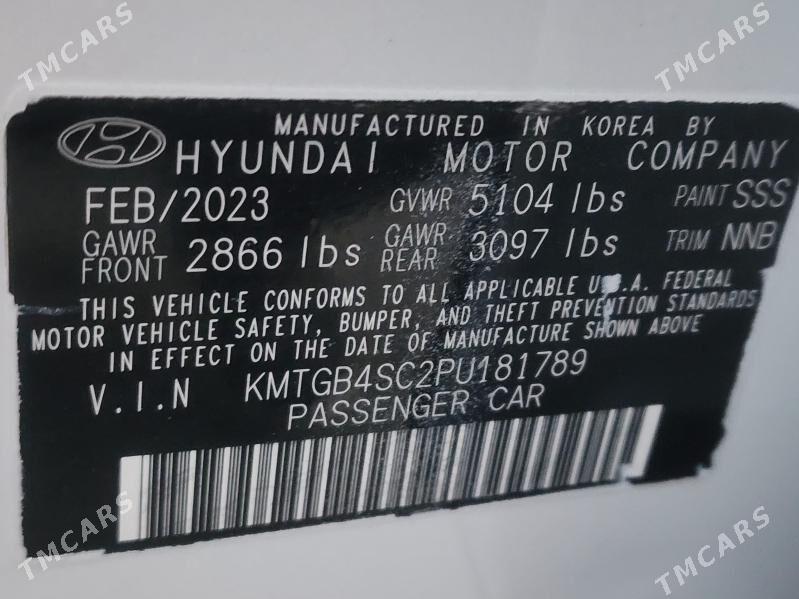 TMCARS
TMCARS
MANUFACTURED IN KOREA BY
HYUNDAI MOTOR COMPANY
FEB/2023 GVWR 5104 lbs PAINT SSS
GAWR FRONT 2866 lbs GAWR REAR 3097 lbs TRIM NNB
THIS VEHICLE CONFORMS TO ALL APPLICABLE U.S.A. FEDERAL
MOTOR VEHICLE SAFETY, BUMPER, AND THEFT PREVENTION STANDARDS
IN EFFECT ON THE DATE OF MANUFACTURE SHOWN ABOVE
V.I.N KMTGB4SC2PU181789
PASSENGER CAR
TMCARS
TMCARS